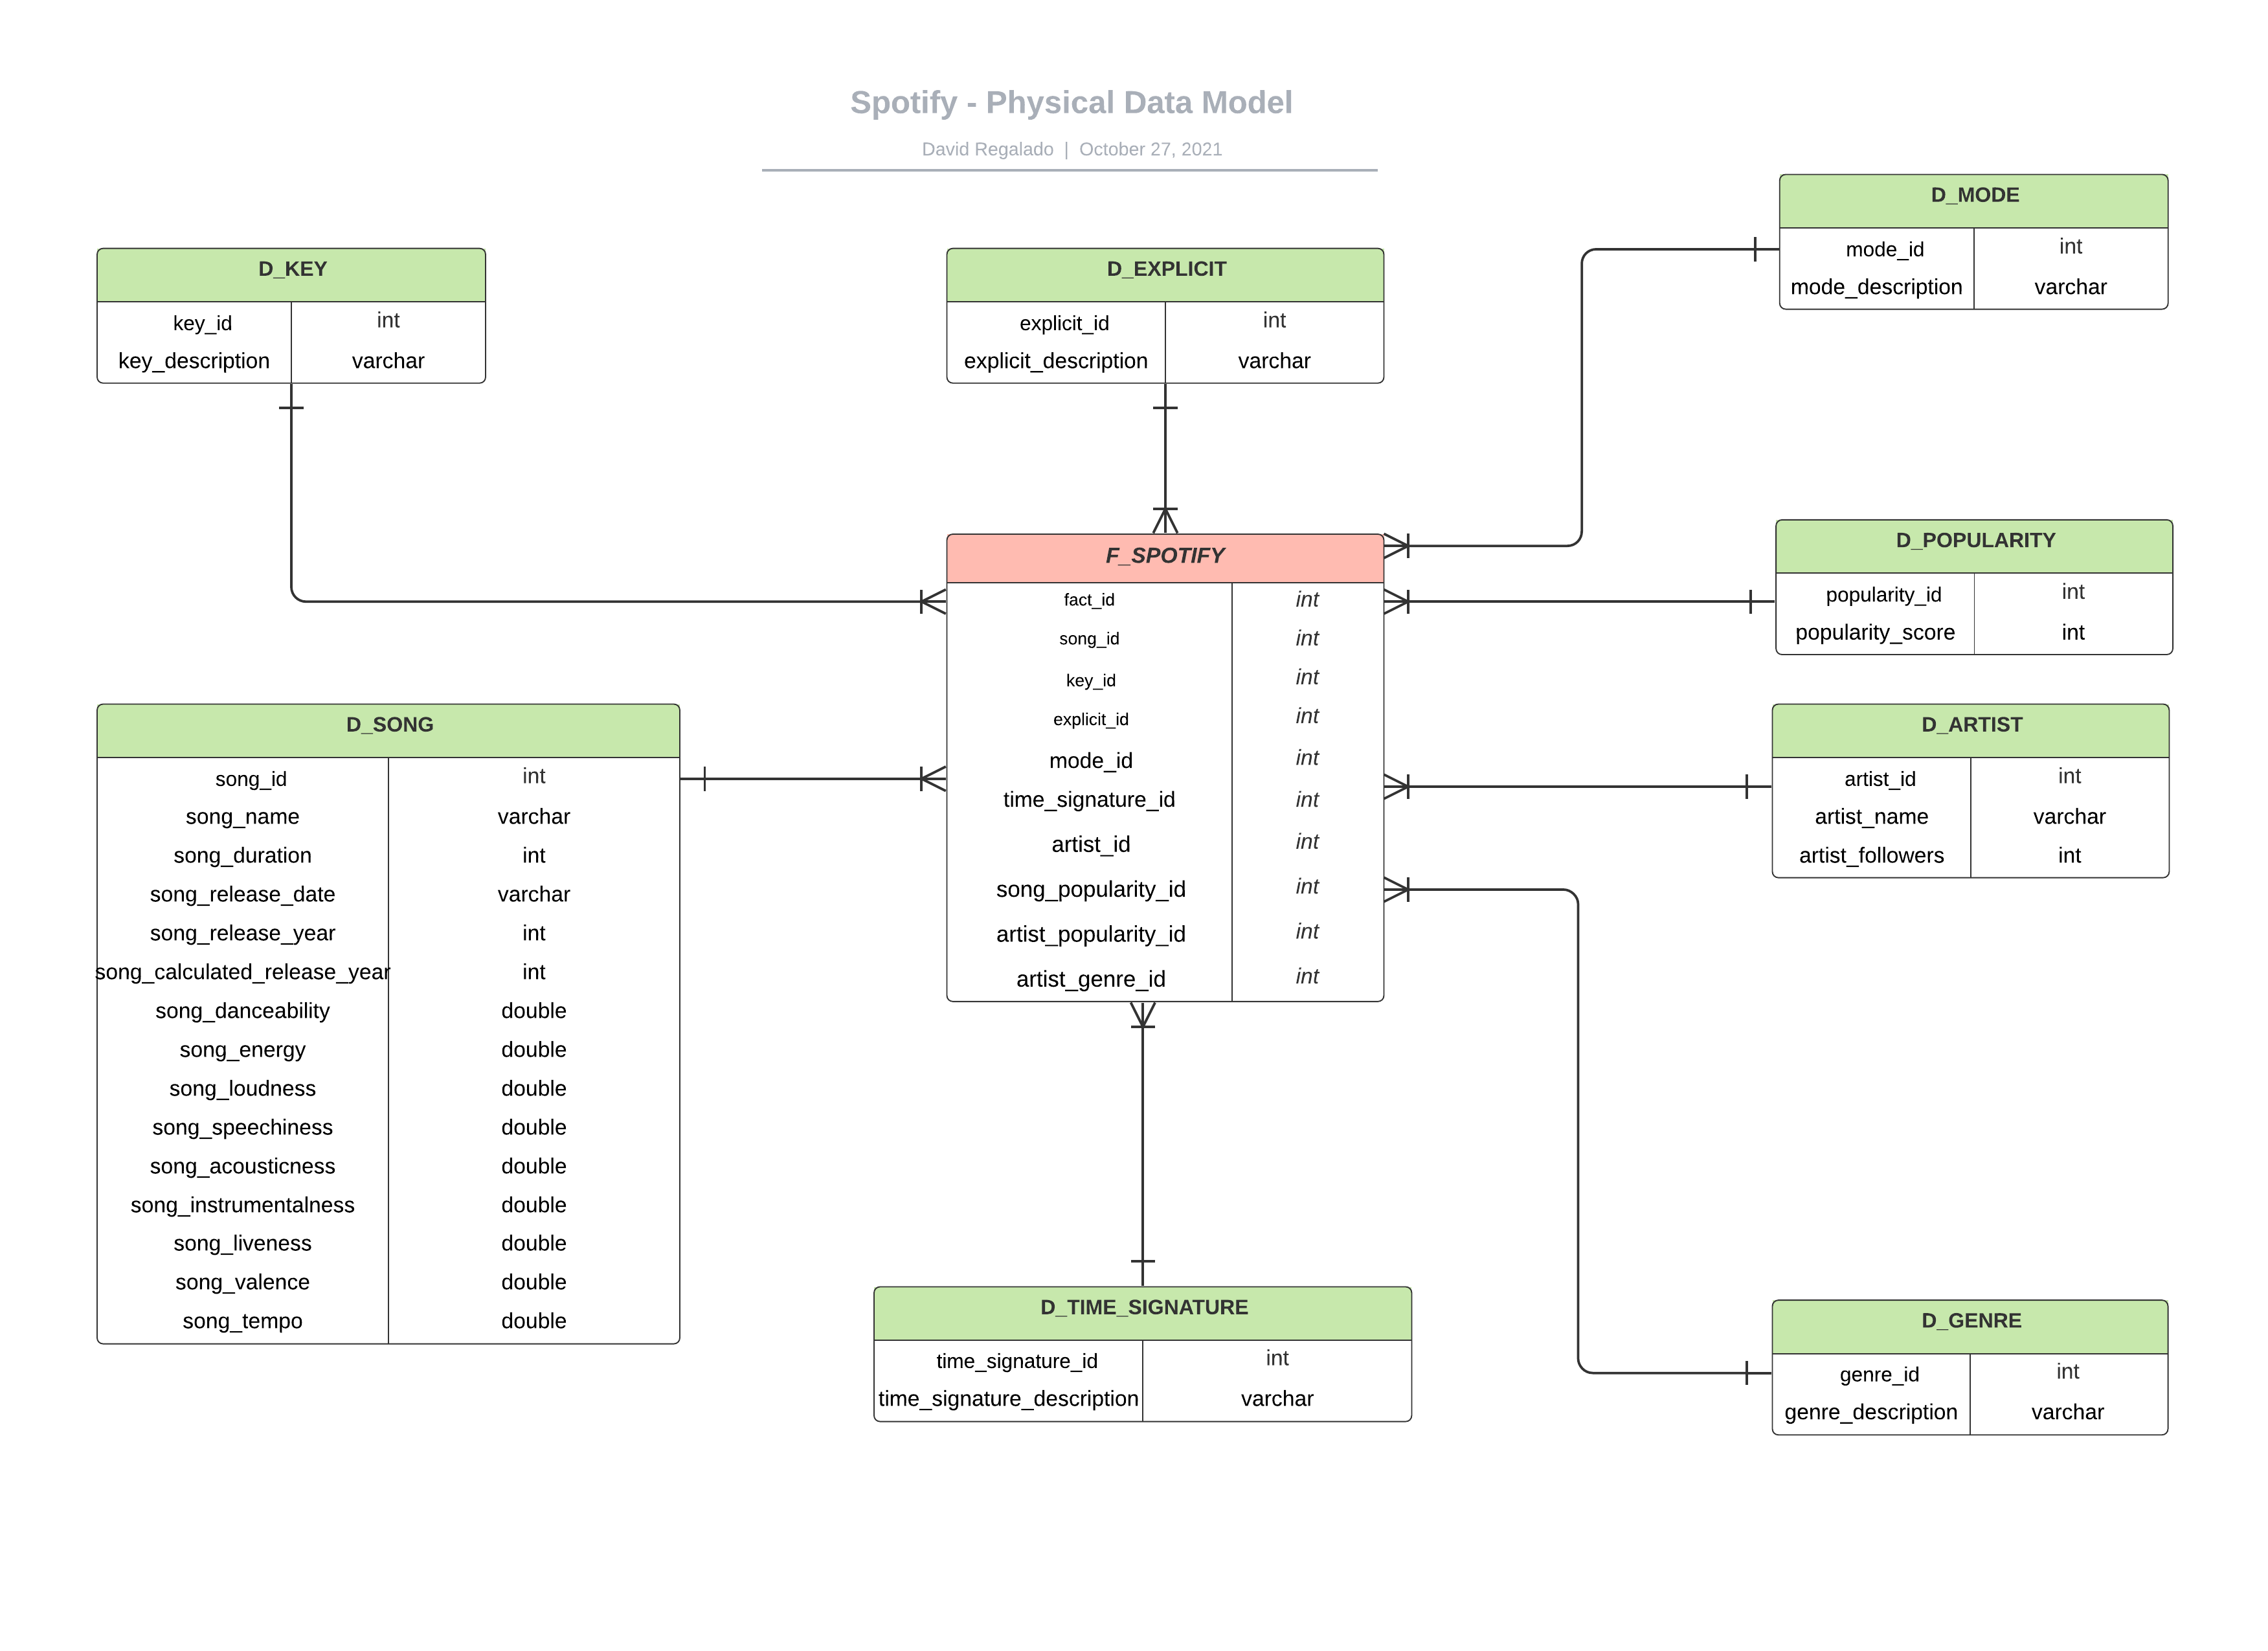 Spotify - Physical Data Model
David Regalado | October 27, 2021
D_KEY
key_id int
key_description varchar
D_EXPLICIT
explicit_id int
explicit_description varchar
D_MODE
mode_id int
mode_description varchar
F_SPOTIFY
fact_id int
song_id int
key_id int
explicit_id int
mode_id int
time_signature_id int
artist_id int
song_popularity_id int
artist_popularity_id int
artist_genre_id int
D_POPULARITY
popularity_id int
popularity_score int
D_SONG
song_id int
song_name varchar
song_duration int
song_release_date varchar
song_release_year int
song_calculated_release_year int
song_danceability double
song_energy double
song_loudness double
song_speechiness double
song_acousticness double
song_instrumentalness double
song_liveness double
song_valence double
song_tempo double
D_ARTIST
artist_id int
artist_name varchar
artist_followers int
D_TIME_SIGNATURE
time_signature_id int
time_signature_description varchar
D_GENRE
genre_id int
genre_description varchar